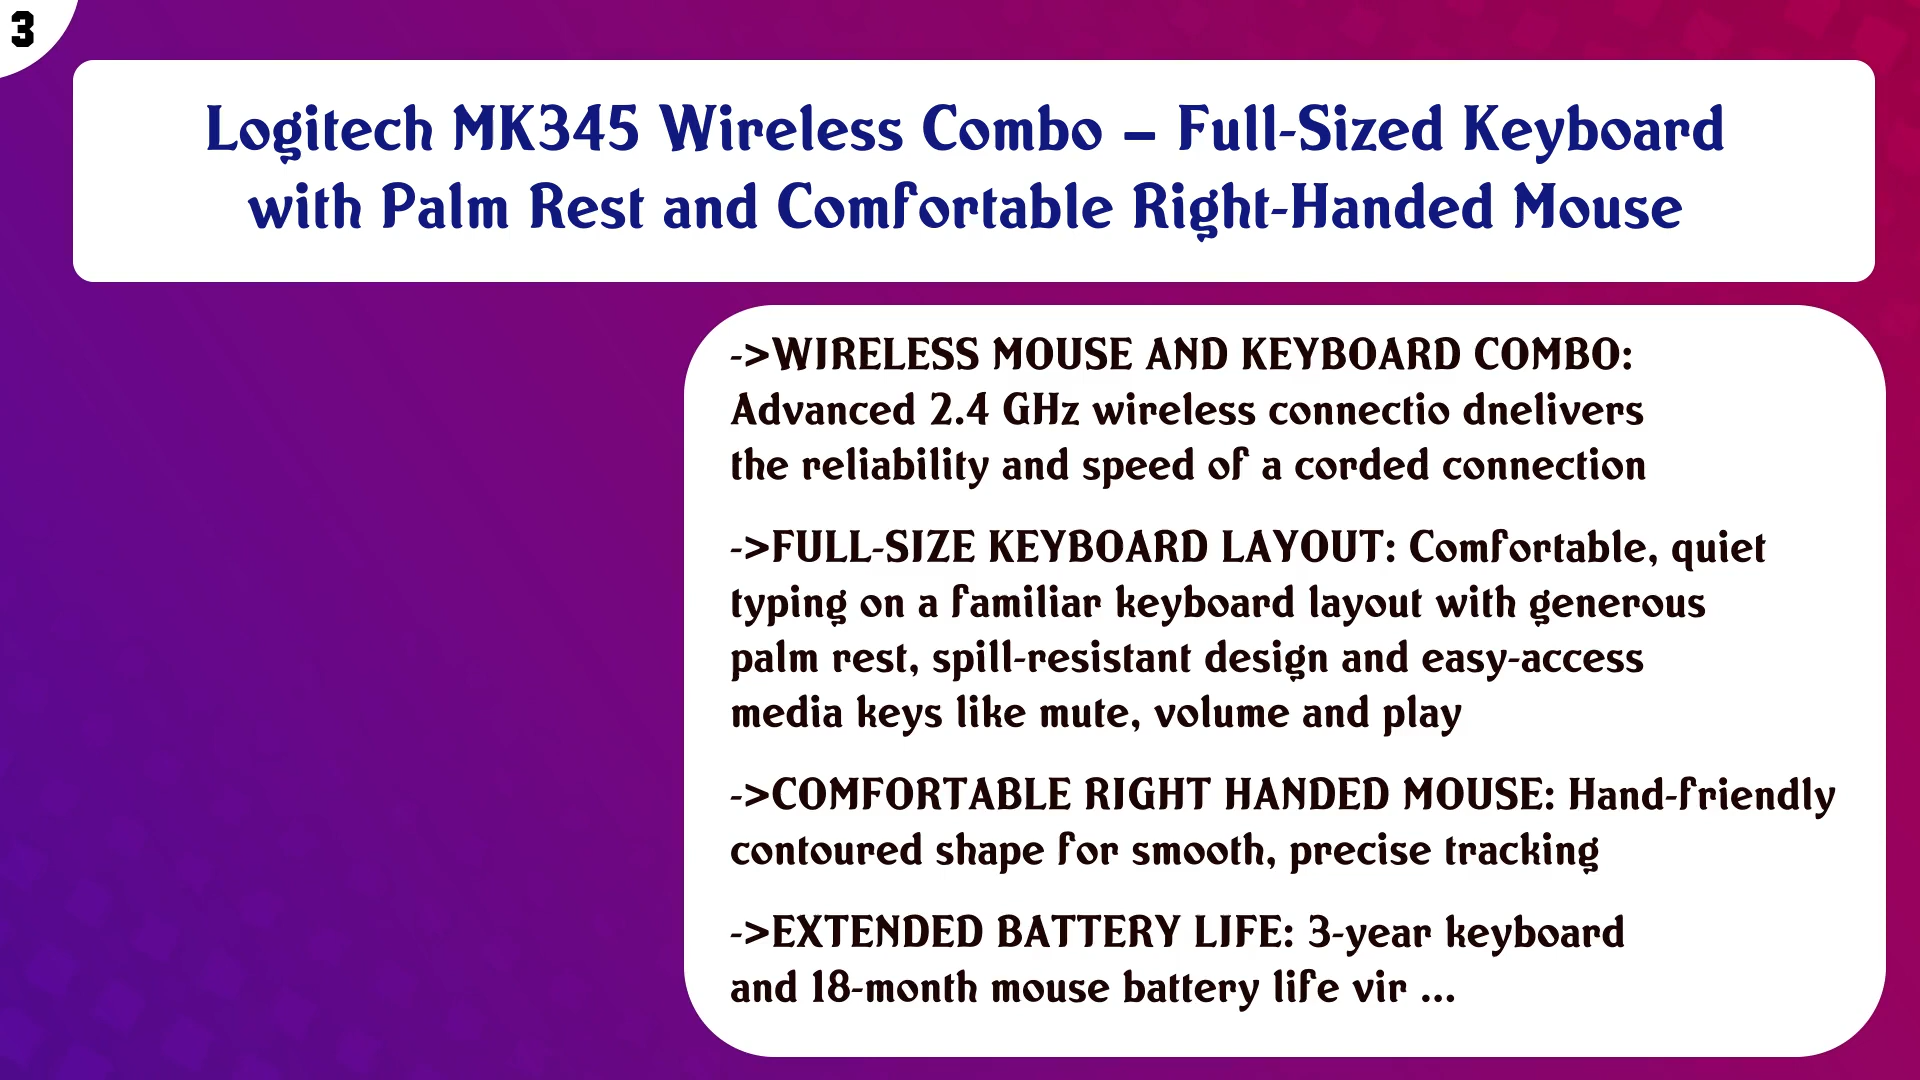 3
Logitech MK345 Wireless Combo – Full-Sized Keyboard
with Palm Rest and Comfortable Right-Handed Mouse
->WIRELESS MOUSE AND KEYBOARD COMBO:
Advanced 2.4 GHz wireless connectio dnelivers
the reliability and speed of a corded connection
->FULL-SIZE KEYBOARD LAYOUT: Comfortable, quiet
typing on a familiar keyboard layout with generous
palm rest, spill-resistant design and easy-access
media keys like mute, volume and play
->COMFORTABLE RIGHT HANDED MOUSE: Hand-friendly
contoured shape for smooth, precise tracking
->EXTENDED BATTERY LIFE: 3-year keyboard
and 18-month mouse battery life vir ...